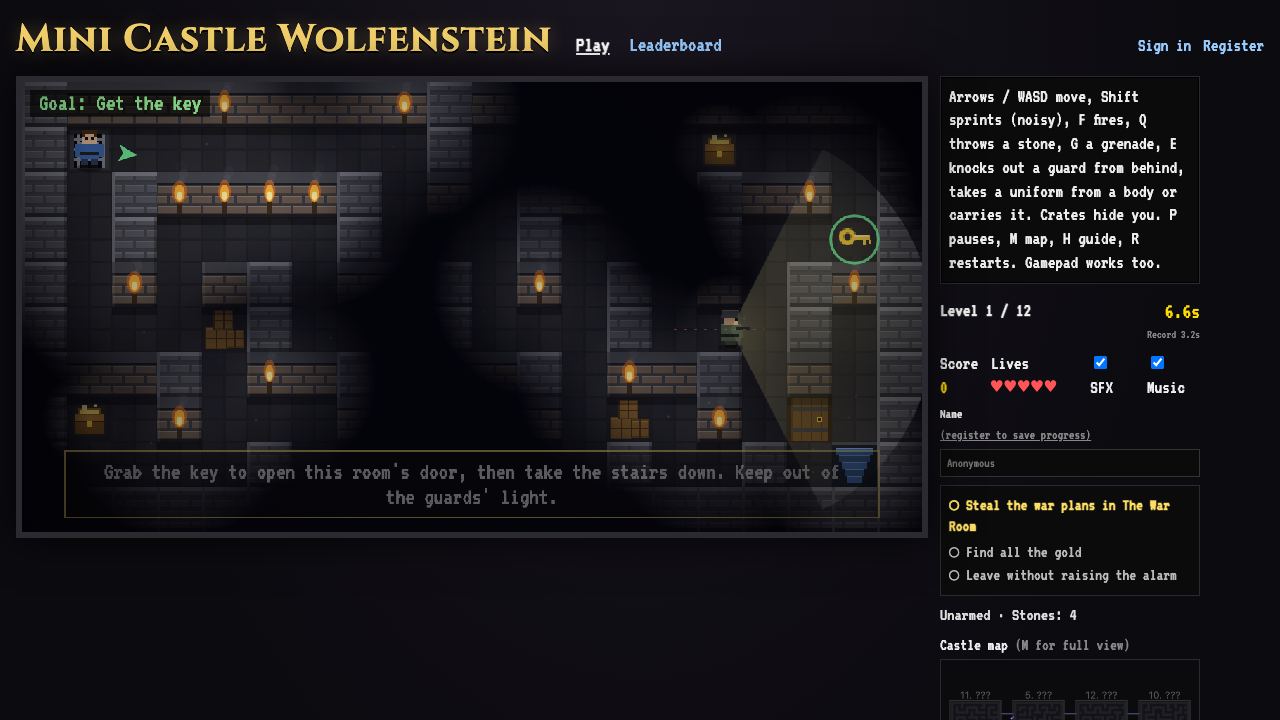 Mini Castle Wolfenstein
Play
Leaderboard
Sign in
Register
Goal: Get the key
Grab the key to open this room's door, then take the stairs down. Keep out of
the guards' light.
Arrows / WASD move, Shift
sprints (noisy), F fires, Q
throws a stone, G a grenade, E
knocks out a guard from behind,
takes a uniform from a body or
carries it. Crates hide you. P
pauses, M map, H guide, R
restarts. Gamepad works too.
Level 1 / 12
6.6s
Record 3.2s
Score
Lives
0
SFX
Music
Name
(register to save progress)
Anonymous
Steal the war plans in The War
Room
Find all the gold
Leave without raising the alarm
Unarmed · Stones: 4
Castle map (M for full view)
11. ???
5. ???
12. ???
10. ???